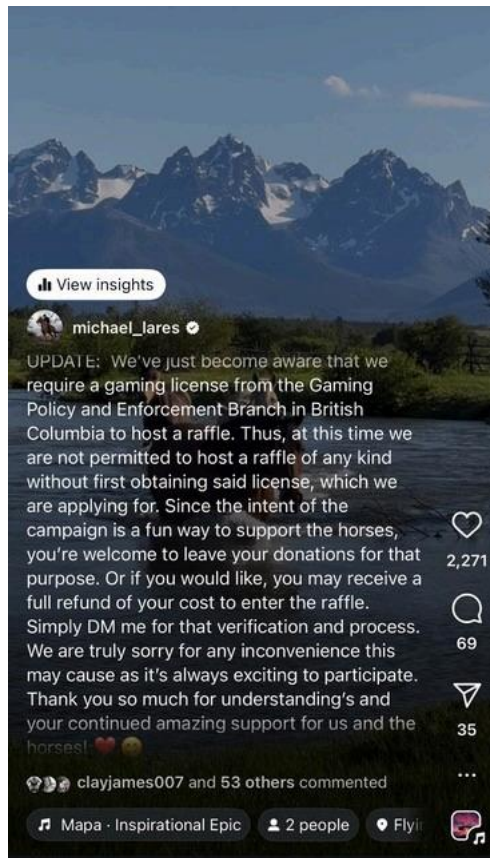 View insights
michael_lares
UPDATE: We've just become aware that we
require a gaming license from the Gaming
Policy and Enforcement Branch in British
Columbia to host a raffle. Thus, at this time we
are not permitted to host a raffle of any kind
without first obtaining said license, which we
are applying for. Since the intent of the
campaign is a fun way to support the horses,
you're welcome to leave your donations for that
purpose. Or if you would like, you may receive a
full refund of your cost to enter the raffle.
Simply DM me for that verification and process.
We are truly sorry for any inconvenience this
may cause as it's always exciting to participate.
Thank you so much for understanding's and
your continued amazing support for us and the
horses! ❤️ 🙂
2,271
69
35
clayjames007 and 53 others commented
Mapa · Inspirational Epic
2 people
Flyi